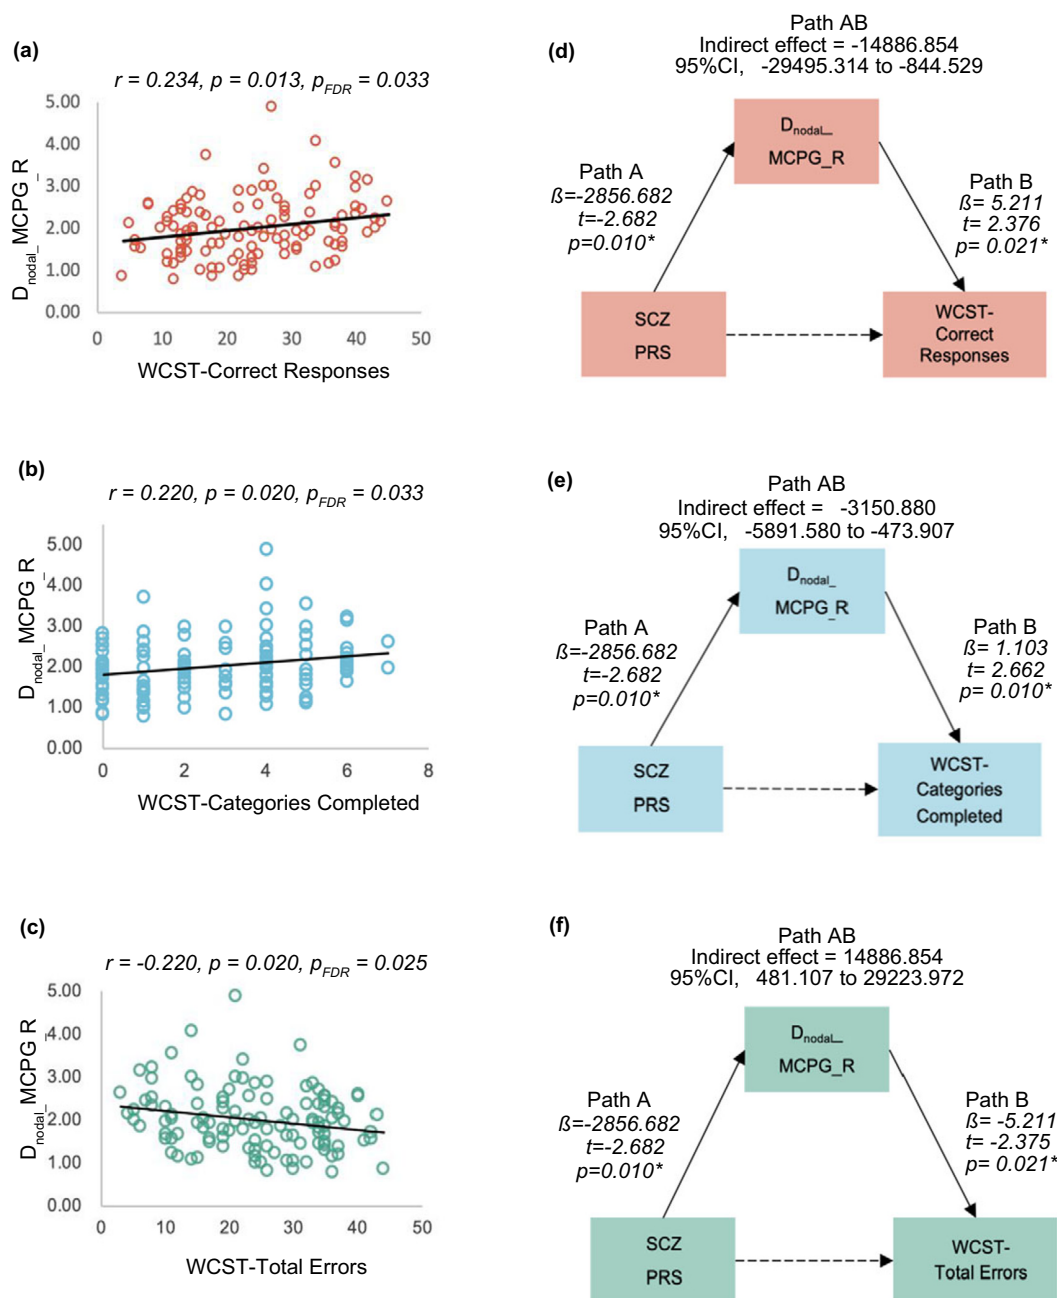 (a)
r = 0.234, p = 0.013, pFDR = 0.033
Dnodal_MCPG_R
5.00
4.00
3.00
2.00
1.00
0.00
0 10 20 30 40 50
WCST-Correct Responses
(d)
Path AB
Indirect effect = -14886.854
95%CI, -29495.314 to -844.529
Dnodal_
MCPG_R
Path A
ß=-2856.682
t=-2.682
p=0.010*
Path B
ß= 5.211
t= 2.376
p= 0.021*
SCZ
PRS
WCST-
Correct
Responses
(b)
r = 0.220, p = 0.020, pFDR = 0.033
Dnodal_MCPG_R
5.00
4.00
3.00
2.00
1.00
0.00
0 2 4 6 8
WCST-Categories Completed
(e)
Path AB
Indirect effect = -3150.880
95%CI, -5891.580 to -473.907
Dnodal_
MCPG_R
Path A
ß=-2856.682
t=-2.682
p=0.010*
Path B
ß= 1.103
t= 2.662
p= 0.010*
SCZ
PRS
WCST-
Categories
Completed
(c)
r = -0.220, p = 0.020, pFDR = 0.025
Dnodal_MCPG_R
5.00
4.00
3.00
2.00
1.00
0.00
0 10 20 30 40 50
WCST-Total Errors
(f)
Path AB
Indirect effect = 14886.854
95%CI, 481.107 to 29223.972
Dnodal_
MCPG_R
Path A
ß=-2856.682
t=-2.682
p=0.010*
Path B
ß= -5.211
t= -2.375
p= 0.021*
SCZ
PRS
WCST-
Total Errors